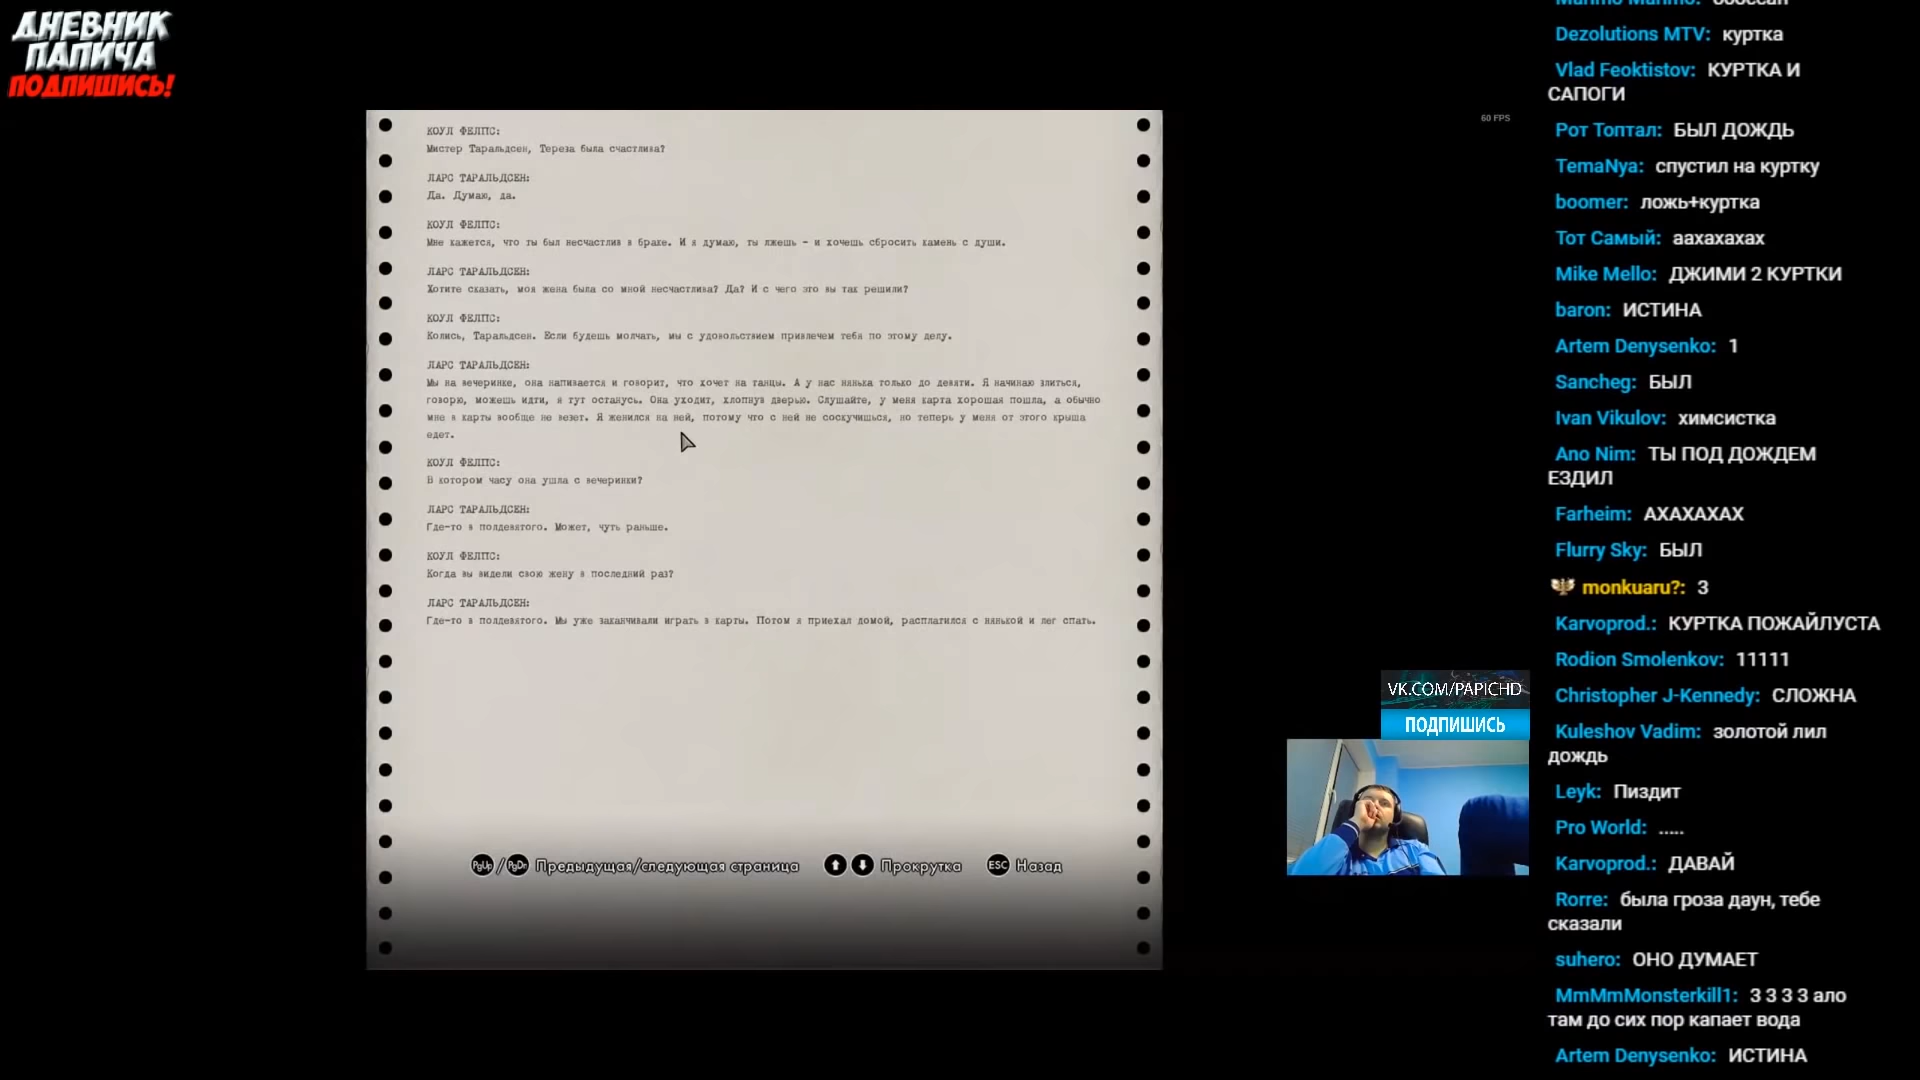 ДНЕВНИК
ПАПИЧА
ПОДПИШИСЬ!
КОУЛ ФЕЛПС:
Мистер Таральдсен, Тереза была счастлива?
ЛАРС ТАРАЛЬДСЕН:
Да. Думаю, да.
КОУЛ ФЕЛПС:
Мне кажется, что ты был несчастлив в браке. И я думаю, ты лжешь - и хочешь сбросить камень с души.
ЛАРС ТАРАЛЬДСЕН:
Хотите сказать, моя жена была со мной несчастлива? Да? И с чего это вы так решили?
КОУЛ ФЕЛПС:
Колись, Таральдсен. Если будешь молчать, мы с удовольствием привлечем тебя по этому делу.
ЛАРС ТАРАЛЬДСЕН:
Мы на вечеринке, она напивается и говорит, что хочет на танцы. А у нас нянька только до девяти. Я начинаю злиться,
говорю, можешь идти, я тут останусь. Она уходит, хлопнув дверью. Слушайте, у меня карта хорошая пошла, а обычно
мне в карты вообще не везет. Я женился на ней, потому что с ней не соскучишься, но теперь у меня от этого крыша
едет.
КОУЛ ФЕЛПС:
В котором часу она ушла с вечеринки?
ЛАРС ТАРАЛЬДСЕН:
Где-то в полдевятого. Может, чуть раньше.
КОУЛ ФЕЛПС:
Когда вы видели свою жену в последний раз?
ЛАРС ТАРАЛЬДСЕН:
Где-то в полдевятого. Мы уже заканчивали играть в карты. Потом я приехал домой, расплатился с нянькой и лег спать.
PgUp/PgDn Предыдущая/следующая страница Прокрутка ESC Назад
60 FPS
VK.COM/PAPICHD
ПОДПИШИСЬ
Dezolutions MTV: куртка
Vlad Feoktistov: КУРТКА И
САПОГИ
Рот Топтал: БЫЛ ДОЖДЬ
TemaNya: спустил на куртку
boomer: ложь+куртка
Тот Самый: аахахахах
Mike Mello: ДЖИМИ 2 КУРТКИ
baron: ИСТИНА
Artem Denysenko: 1
Sancheg: БЫЛ
Ivan Vikulov: химсистка
Ano Nim: ТЫ ПОД ДОЖДЕМ
ЕЗДИЛ
Farheim: АХАХАХАХ
Flurry Sky: БЫЛ
monkuaru?: 3
Karvoprod.: КУРТКА ПОЖАЙЛУСТА
Rodion Smolenkov: 11111
Christopher J-Kennedy: СЛОЖНА
Kuleshov Vadim: золотой лил
дождь
Leyk: Пиздит
Pro World: .....
Karvoprod.: ДАВАЙ
Rorre: была гроза даун, тебе
сказали
suhero: ОНО ДУМАЕТ
MmMmMonsterkill1: 3 3 3 3 ало
там до сих пор капает вода
Artem Denysenko: ИСТИНА